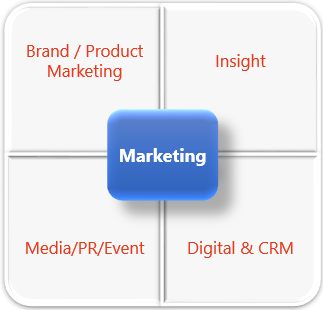 Brand / Product
Marketing
Insight
Marketing
Media/PR/Event
Digital & CRM